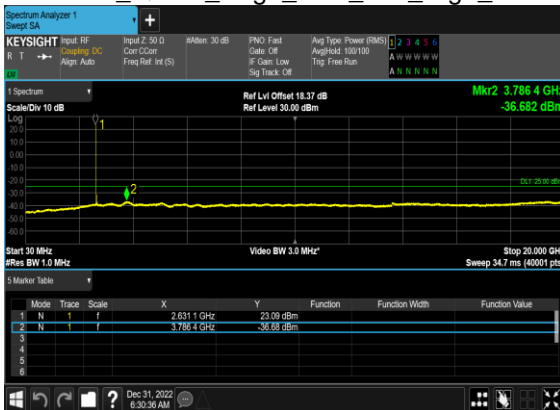 Spectrum Analyzer 1
Swept SA
+
KEYSIGHT Input: RF Input Z: 50 Ω #Atten: 30 dB PNO: Fast Avg Type: Power (RMS) 1 2 3 4 5 6
R T Coupling: DC Corr CCorr Gate: Off Avg|Hold: 100/100 A W W W W W
Align: Auto Freq Ref: Int (S) IF Gain: Low Trig: Free Run
Sig Track: Off A N N N N N
1 Spectrum Ref Lvl Offset 18.37 dB Mkr2 3.786 4 GHz
Scale/Div 10 dB Ref Level 30.00 dBm -36.682 dBm
Log
20.0
10.0
0.00
-10.0
-20.0
-30.0
-40.0
-50.0
-60.0
1
2
Start 30 MHz Video BW 3.0 MHz* Stop 20.000 GH
#Res BW 1.0 MHz Sweep 34.7 ms (40001 pts
5 Marker Table
Mode Trace Scale X Y Function Function Width Function Value
1 N 1 f 2.631 1 GHz 23.09 dBm
2 N 1 f 3.786 4 GHz -36.68 dBm
3
4
5
6
? Dec 31, 2022
6:30:36 AM